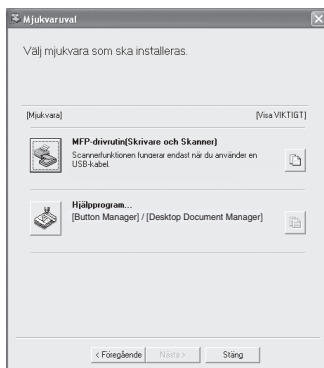 Mjukvaruval
Välj mjukvara som ska installeras.
[Mjukvara] [Visa VIKTIGT]
MFP-drivrutin(Skrivare och Skanner)
Scannerfunktionen fungerar endast när du använder en
USB-kabel.
Hjälpprogram...
[Button Manager] / [Desktop Document Manager]
< Föregående Nästa > Stäng